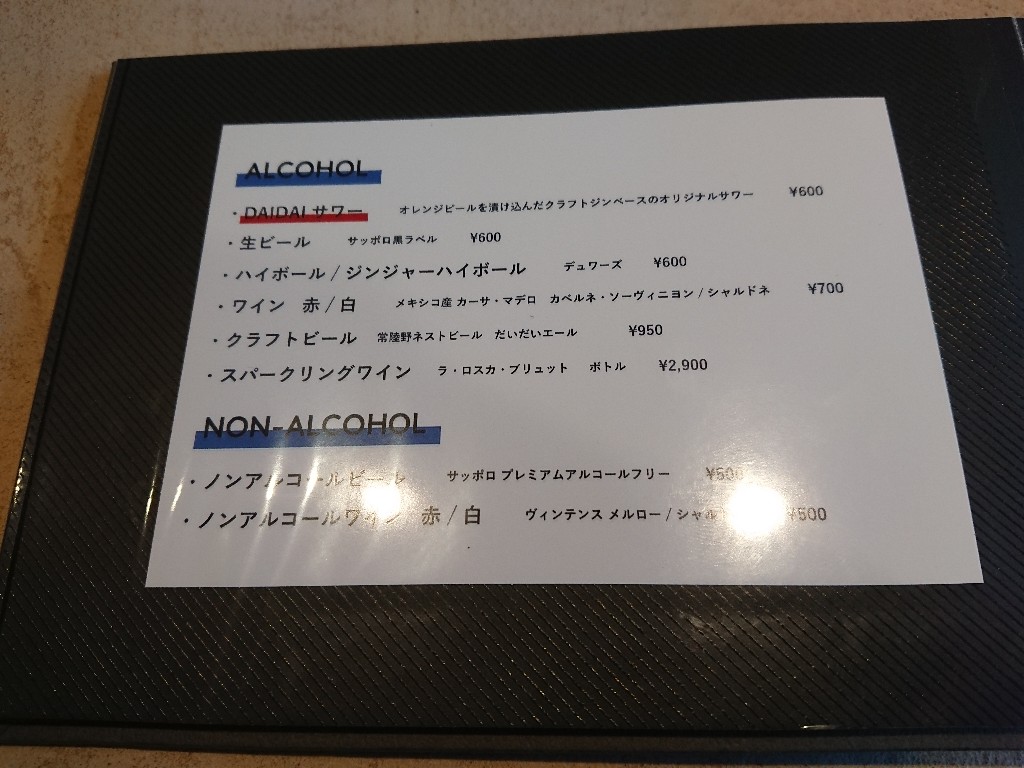 ALCOHOL
・DAIDAI サワー オレンジピールを漬け込んだクラフトジンベースのオリジナルサワー ¥600
・生ビール サッポロ黒ラベル ¥600
・ハイボール / ジンジャーハイボール デュワーズ ¥600
・ワイン 赤 / 白 メキシコ産 カーサ・マデロ カベルネ・ソーヴィニヨン / シャルドネ ¥700
・クラフトビール 常陸野ネストビール だいだいエール ¥950
・スパークリングワイン ラ・ロスカ・ブリュット ボトル ¥2,900
NON-ALCOHOL
・ノンアルコールビール サッポロ プレミアムアルコールフリー ¥500
・ノンアルコールワイン 赤 / 白 ヴィンテンス メルロー / ¥500